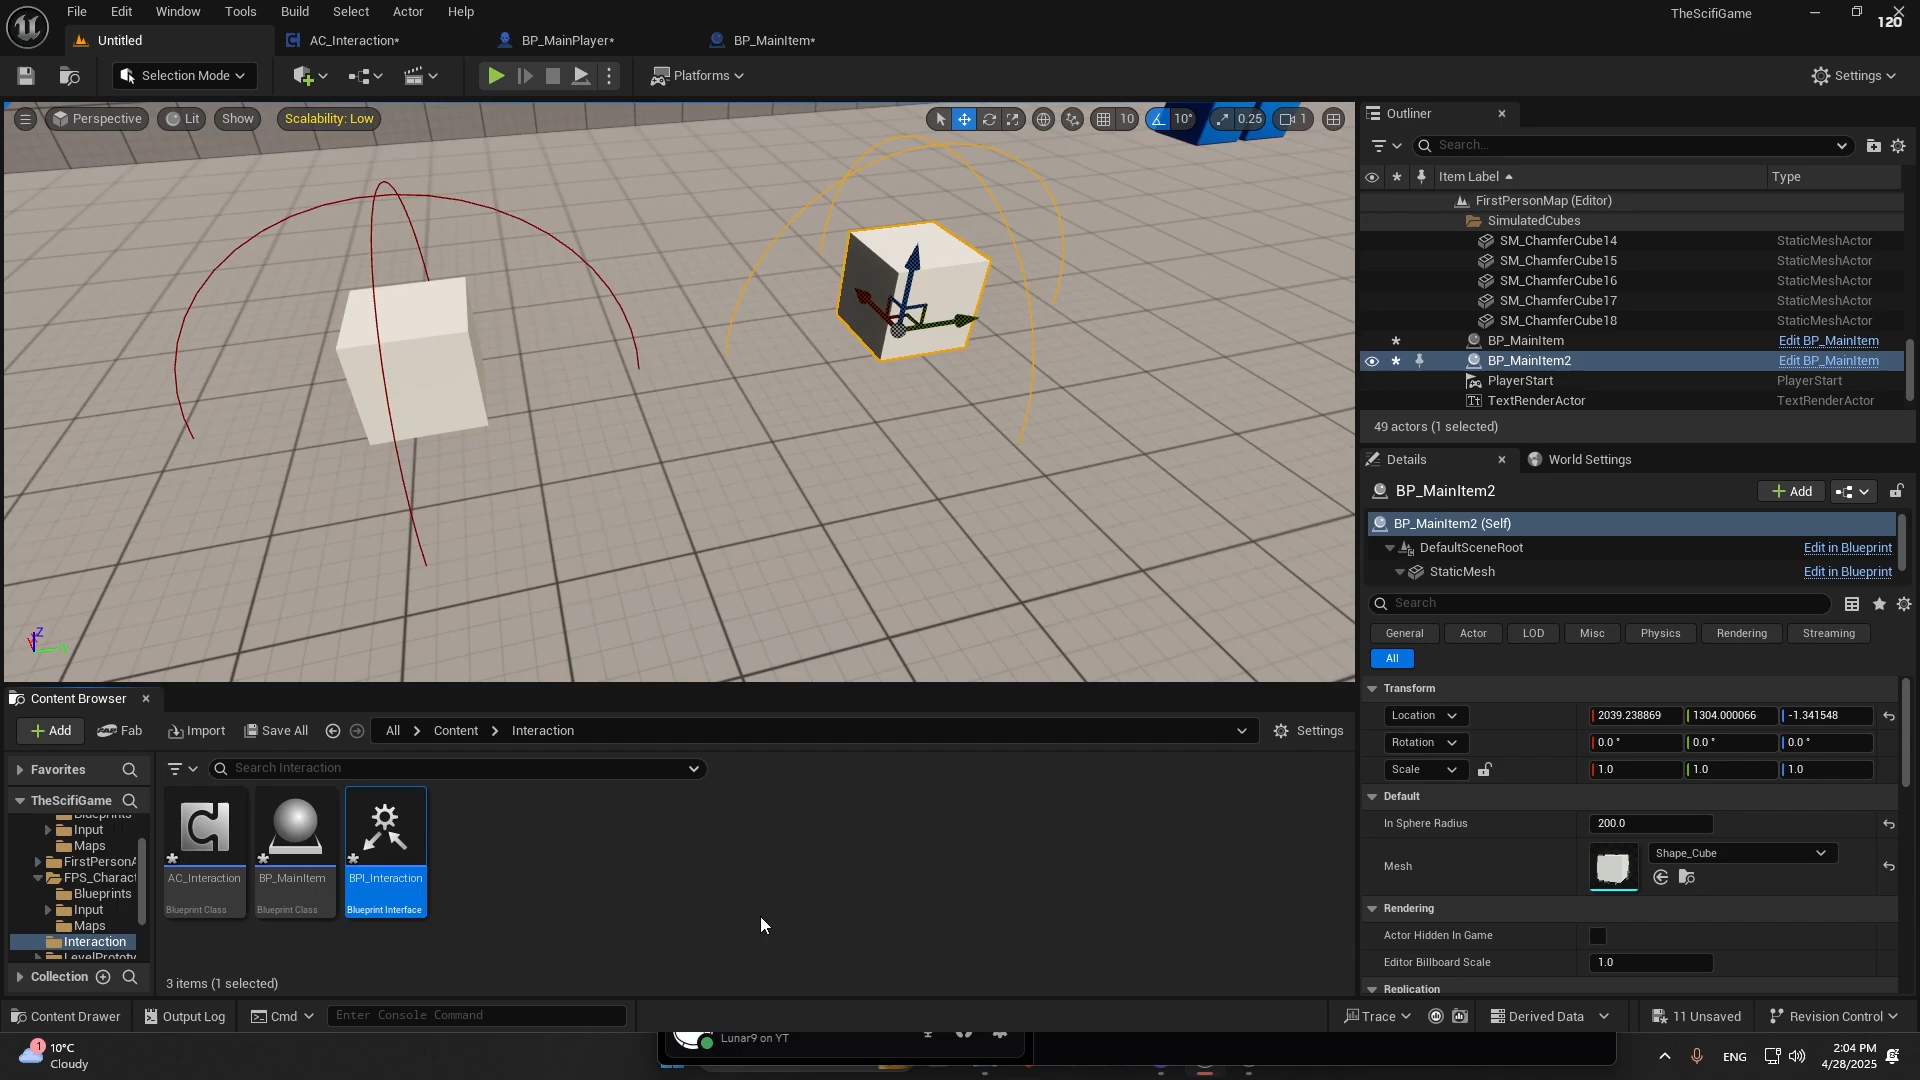 File Edit Window Tools Build Select Actor Help
TheScifiGame
120
Untitled AC_Interaction* BP_MainPlayer* BP_MainItem*
Selection Mode Platforms Settings
Perspective Lit Show Scalability: Low 10 10° 0.25 1
Outliner
Search...
Item Label Type
FirstPersonMap (Editor)
SimulatedCubes
SM_ChamferCube14 StaticMeshActor
SM_ChamferCube15 StaticMeshActor
SM_ChamferCube16 StaticMeshActor
SM_ChamferCube17 StaticMeshActor
SM_ChamferCube18 StaticMeshActor
BP_MainItem Edit BP_MainItem
BP_MainItem2 Edit BP_MainItem
PlayerStart PlayerStart
TextRenderActor TextRenderActor
49 actors (1 selected)
Details World Settings
BP_MainItem2 Add
BP_MainItem2 (Self)
DefaultSceneRoot Edit in Blueprint
StaticMesh Edit in Blueprint
Search
General Actor LOD Misc Physics Rendering Streaming
All
Transform
Location 2039.238869 1304.000066 -1.341548
Rotation 0.0 ° 0.0 ° 0.0 °
Scale 1.0 1.0 1.0
Default
In Sphere Radius 200.0
Mesh Shape_Cube
Rendering
Actor Hidden In Game
Editor Billboard Scale 1.0
Replication
Z
Content Browser
Add Fab Import Save All All Content Interaction Settings
Favorites Search Interaction
TheScifiGame
Blueprints
Input
Maps
FirstPersonA
FPS_Charact
Blueprints
Input
Maps
Interaction
LevelPrototy
Collection
AC_Interaction
Blueprint Class
BP_MainItem
Blueprint Class
BPI_Interaction
Blueprint Interface
3 items (1 selected)
Content Drawer Output Log Cmd Enter Console Command Trace Derived Data 11 Unsaved Revision Control
Lunar9 on YT
1
10°C
Cloudy
ENG
2:04 PM
4/28/2025